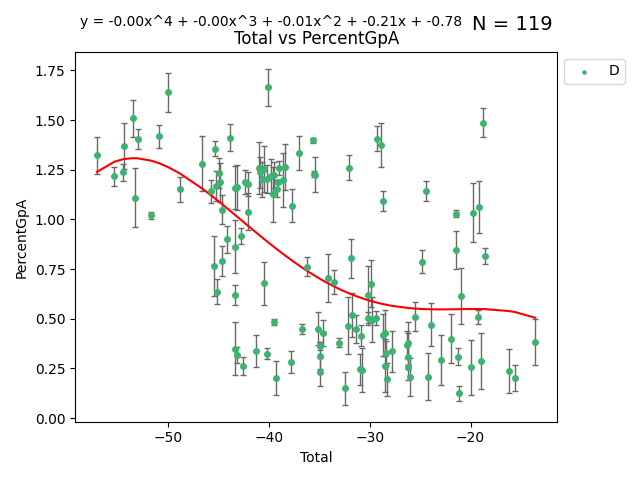 y = -0.00x^4 + -0.00x^3 + -0.01x^2 + -0.21x + -0.78 N = 119
Total vs PercentGpA
D
PercentGpA
1.75
1.50
1.25
1.00
0.75
0.50
0.25
0.00
−50 −40 −30 −20
Total